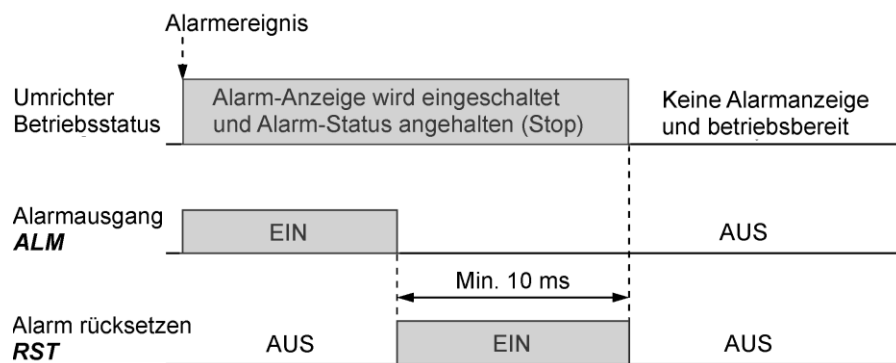 Alarmereignis
Umrichter
Betriebsstatus
Alarm-Anzeige wird eingeschaltet
und Alarm-Status angehalten (Stop)
Keine Alarmanzeige
und betriebsbereit
Alarmausgang
ALM
EIN
AUS
Min. 10 ms
Alarm rücksetzen
RST
AUS
EIN
AUS